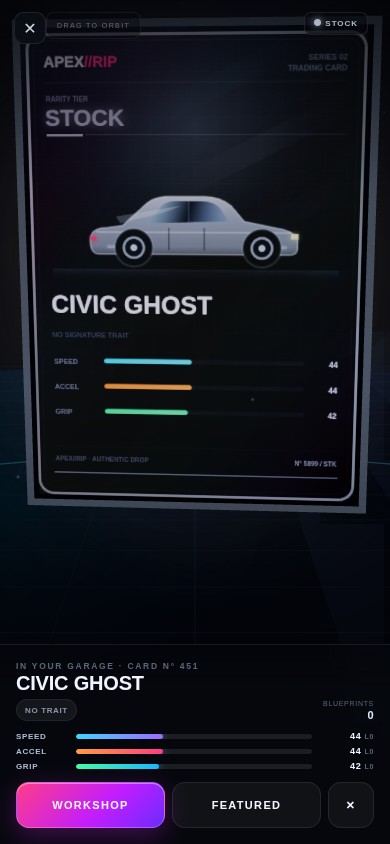 ✕
DRAG TO ORBIT
STOCK
APEX//RIP
SERIES 02
TRADING CARD
RARITY TIER
STOCK
CIVIC GHOST
NO SIGNATURE TRAIT
SPEED 44
ACCEL 44
GRIP 42
APEX//RIP · AUTHENTIC DROP
N° 5899 / STK
IN YOUR GARAGE · CARD N° 451
CIVIC GHOST
NO TRAIT
BLUEPRINTS
0
SPEED 44 L0
ACCEL 44 L0
GRIP 42 L0
WORKSHOP
FEATURED
✕